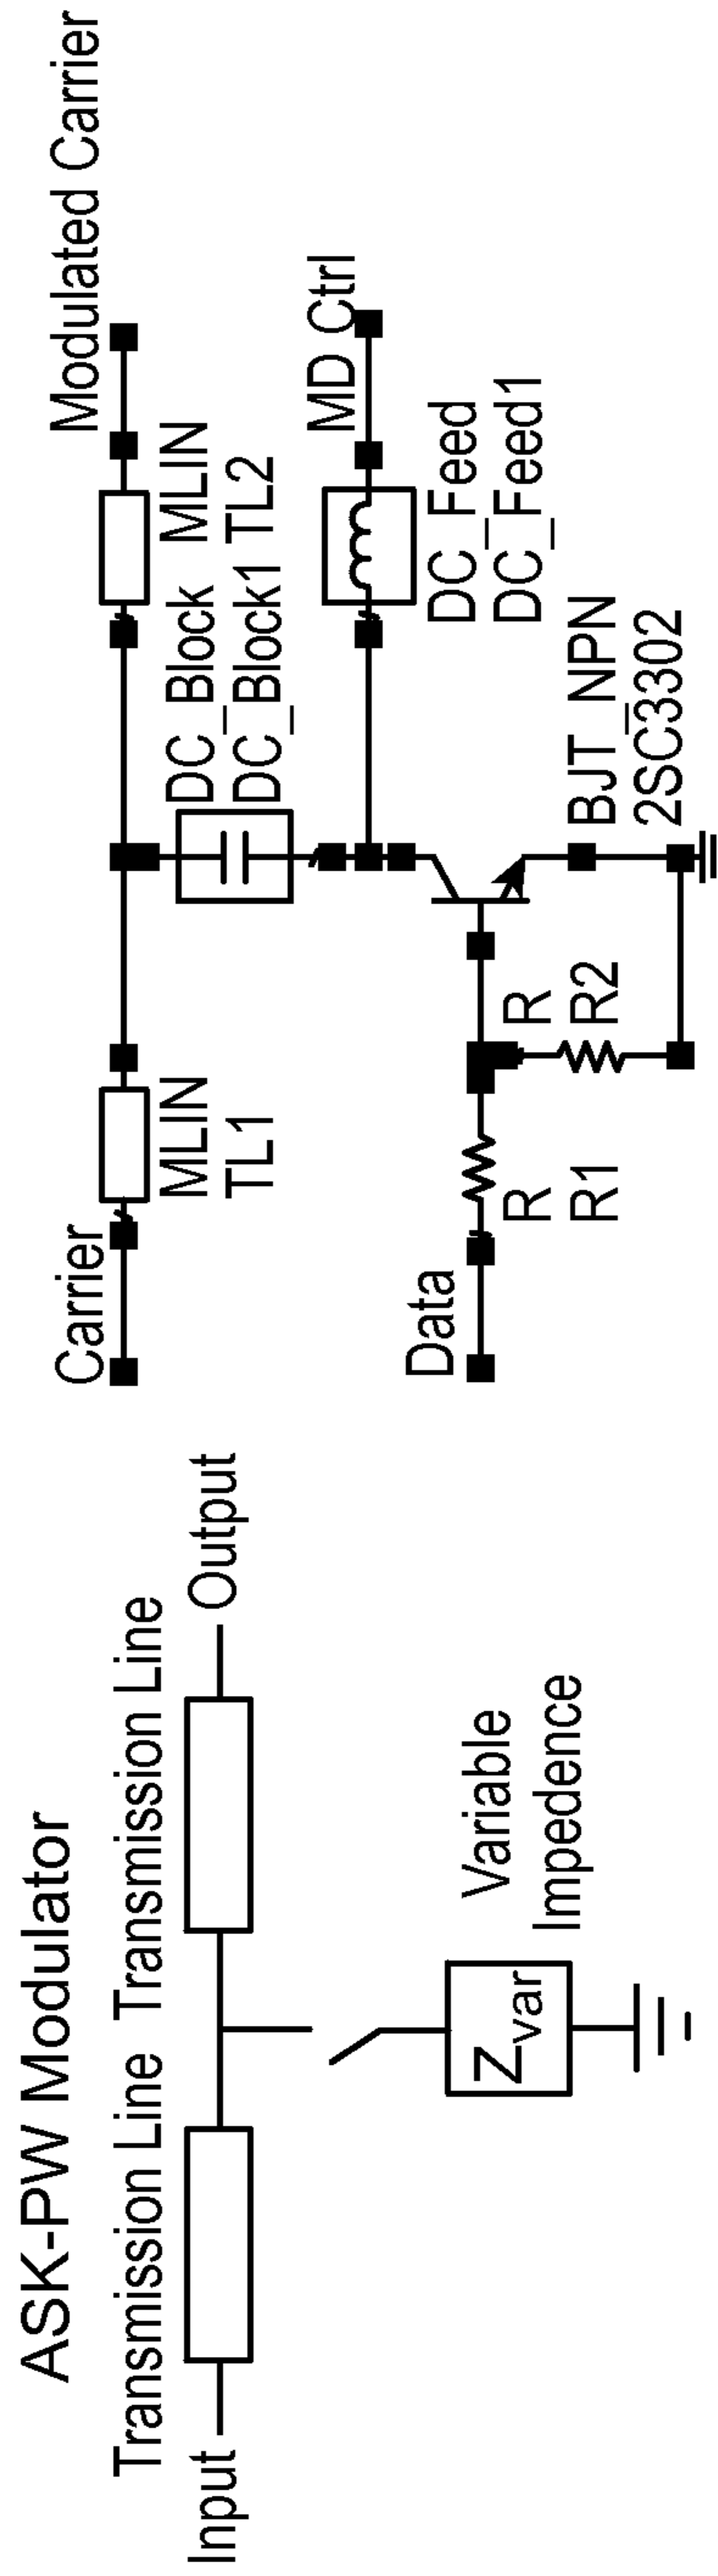 ASK-PW Modulator
Transmission Line
Transmission Line
Input
Output
Variable
Impedence
Zvar
Carrier
Modulated Carrier
MLIN
TL1
MLIN
TL2
DC_Block
DC_Block1
MD Ctrl
DC_Feed
DC_Feed1
Data
R
R1
R
R2
BJT_NPN
2SC3302